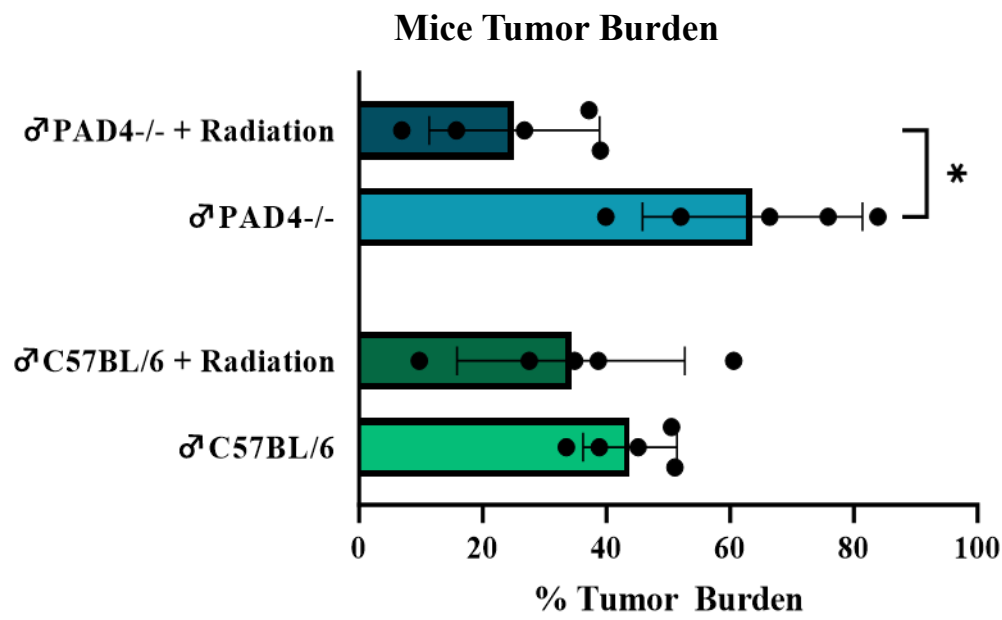 Mice Tumor Burden
♂PAD4-/- + Radiation
♂PAD4-/-
*
♂C57BL/6 + Radiation
♂C57BL/6
0 20 40 60 80 100
% Tumor Burden